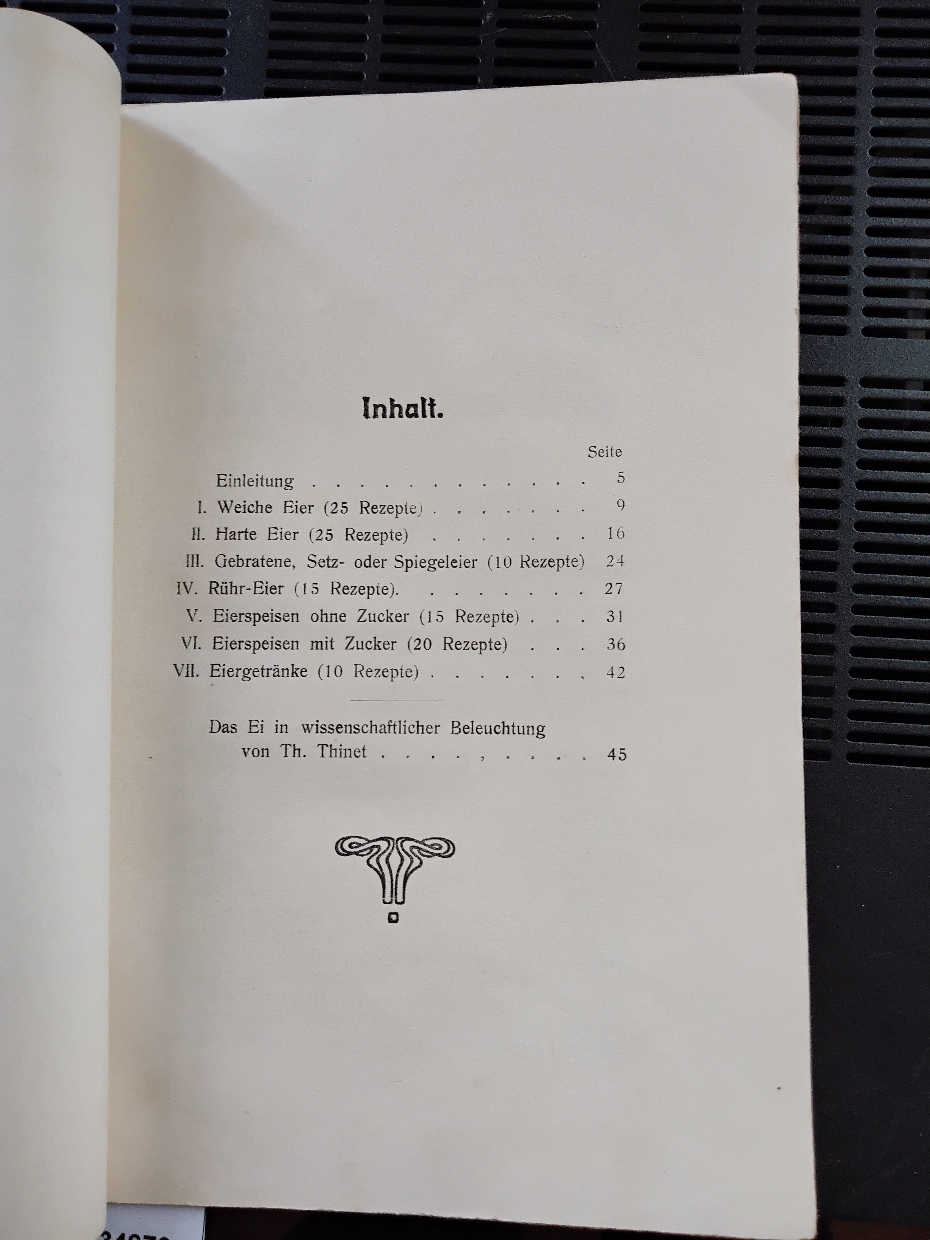 Inhalt.
Seite
Einleitung . . . . . . . . . . . . 5
I. Weiche Eier (25 Rezepte) . . . . . . . 9
II. Harte Eier (25 Rezepte) . . . . . . . 16
III. Gebratene, Setz- oder Spiegeleier (10 Rezepte) 24
IV. Rühr-Eier (15 Rezepte). . . . . . . . 27
V. Eierspeisen ohne Zucker (15 Rezepte) . . . 31
VI. Eierspeisen mit Zucker (20 Rezepte) . . . 36
VII. Eiergetränke (10 Rezepte) . . . . . . . 42
Das Ei in wissenschaftlicher Beleuchtung
von Th. Thinet . . . . , . . . . 45